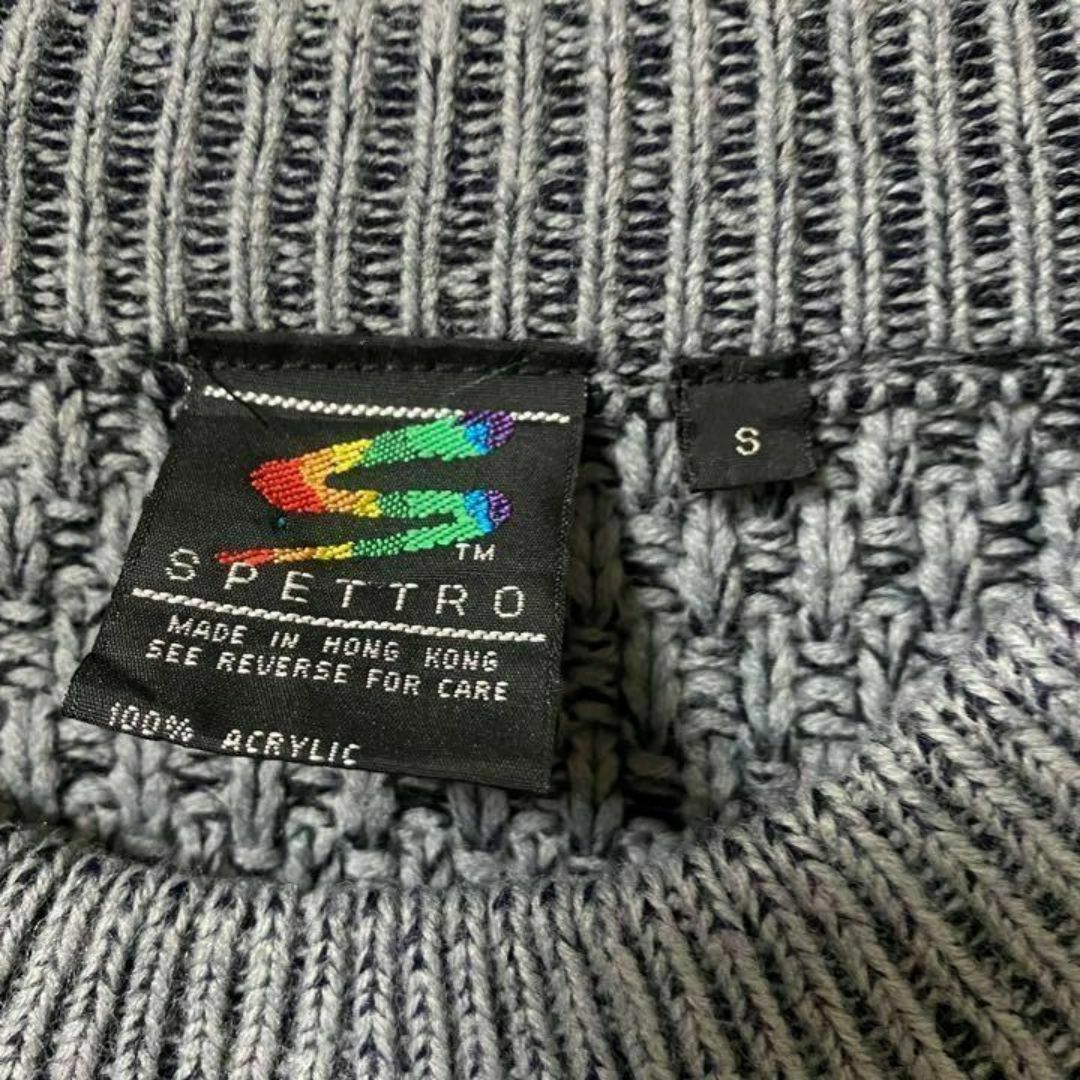 TM
SPETTRO
MADE IN HONG KONG
SEE REVERSE FOR CARE
100% ACRYLIC
S